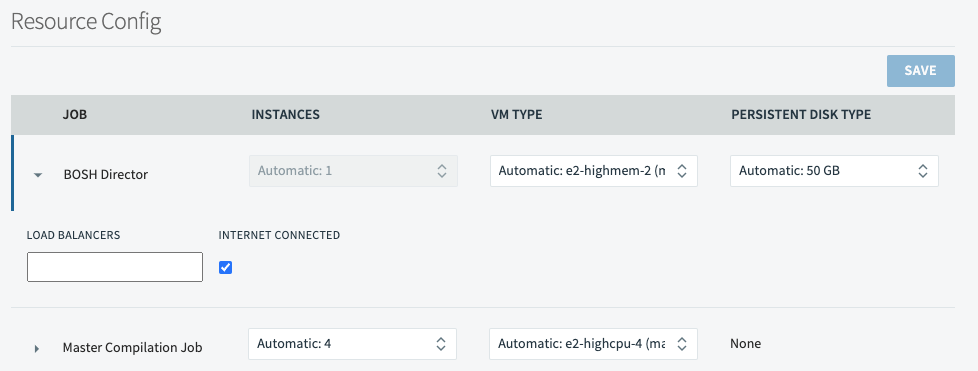 Resource Config
SAVE
JOB INSTANCES VM TYPE PERSISTENT DISK TYPE
BOSH Director Automatic: 1 Automatic: e2-highmem-2 (m Automatic: 50 GB
LOAD BALANCERS INTERNET CONNECTED
Master Compilation Job Automatic: 4 Automatic: e2-highcpu-4 (ma None